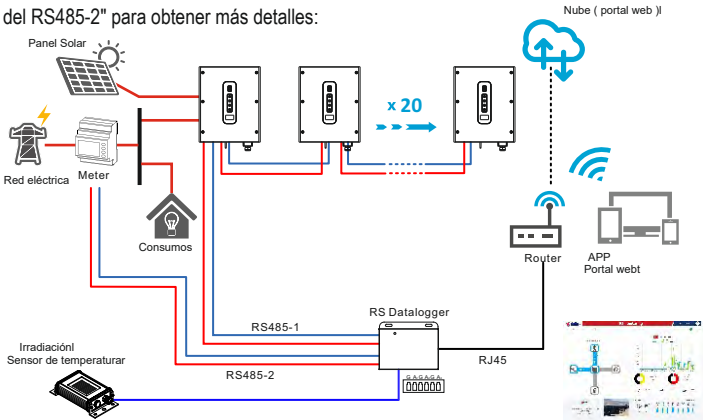 del RS485-2" para obtener más detalles:
Nube ( portal web )l
Panel Solar
x 20
Red eléctrica
Meter
Consumos
Router
APP
Portal webt
RS Datalogger
RS485-1
RJ45
Irradiaciónl
Sensor de temperaturar
RS485-2
G A G A G A